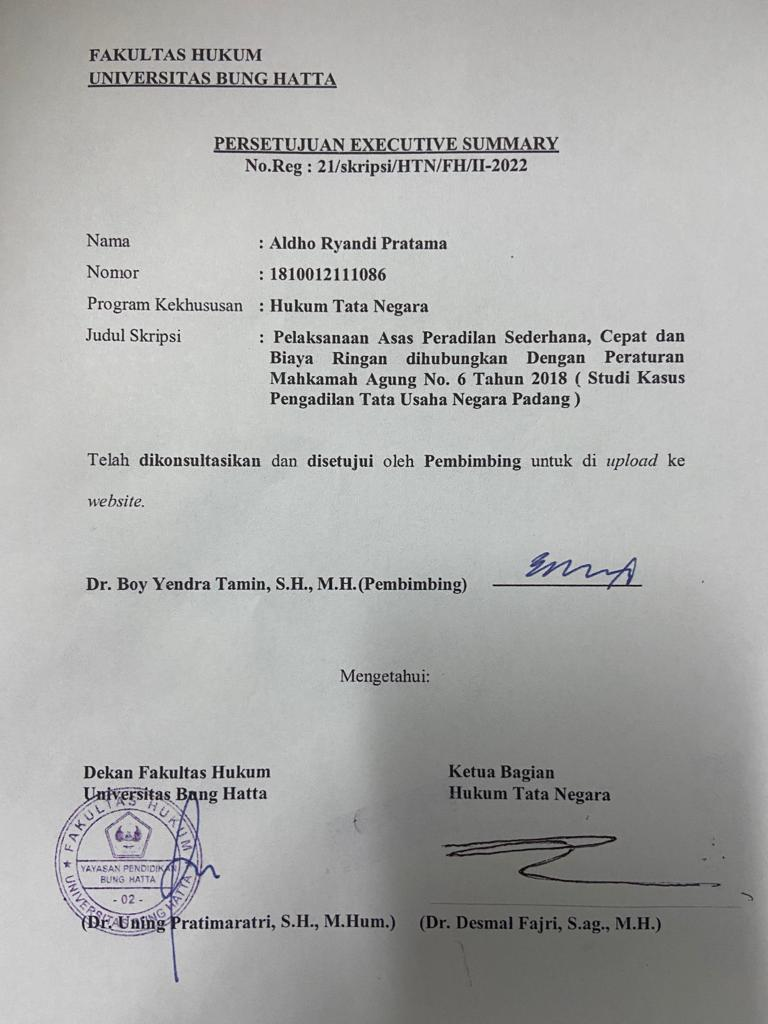 FAKULTAS HUKUM
UNIVERSITAS BUNG HATTA
PERSETUJUAN EXECUTIVE SUMMARY
No.Reg : 21/skripsi/HTN/FH/II-2022
Nama : Aldho Ryandi Pratama
Nomor : 1810012111086
Program Kekhususan : Hukum Tata Negara
Judul Skripsi : Pelaksanaan Asas Peradilan Sederhana, Cepat dan
Biaya Ringan dihubungkan Dengan Peraturan
Mahkamah Agung No. 6 Tahun 2018 ( Studi Kasus
Pengadilan Tata Usaha Negara Padang )
Telah dikonsultasikan dan disetujui oleh Pembimbing untuk di upload ke
website.
Dr. Boy Yendra Tamin, S.H., M.H.(Pembimbing)
Mengetahui:
Dekan Fakultas Hukum
Universitas Bung Hatta
Ketua Bagian
Hukum Tata Negara
FAKULTAS HUKUM
YAYASAN PENDIDIKAN
BUNG HATTA
- 02 -
UNIVERSITAS BUNG HATTA
(Dr. Uning Pratimaratri, S.H., M.Hum.)
(Dr. Desmal Fajri, S.ag., M.H.)